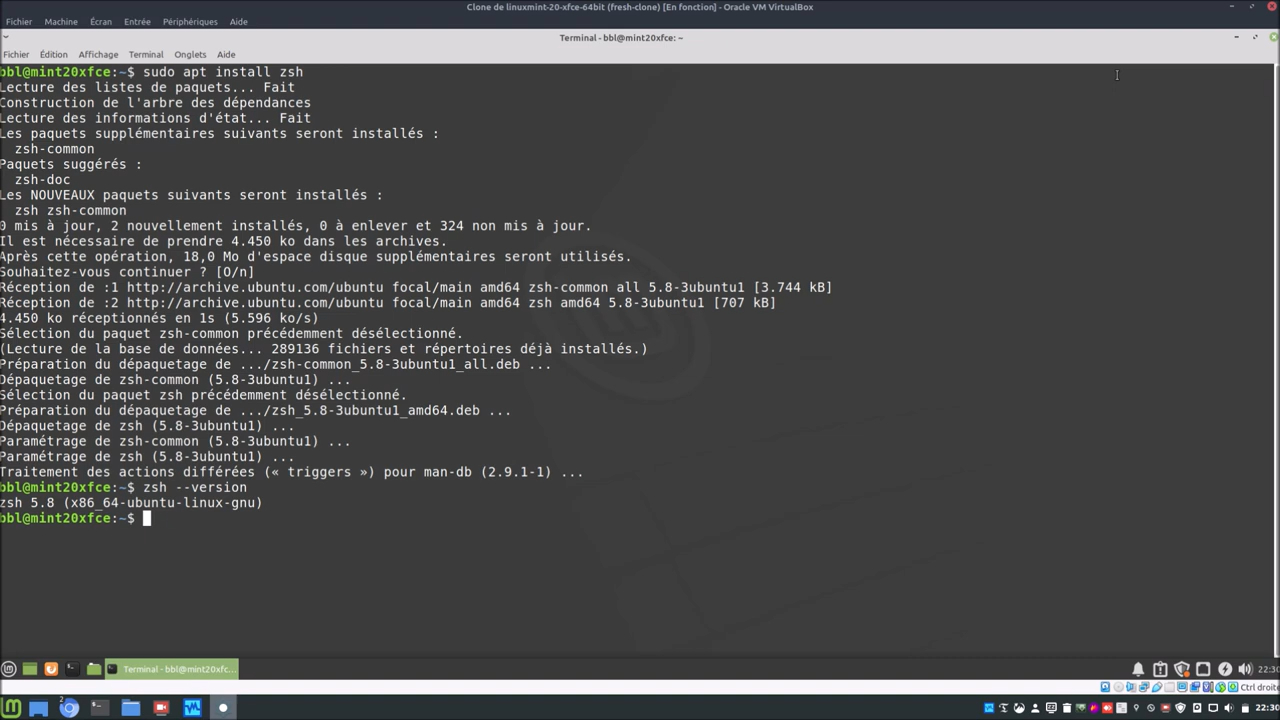 Clone de linuxmint-20-xfce-64bit (fresh-clone) [En fonction] - Oracle VM VirtualBox
Fichier Machine Écran Entrée Périphériques Aide
Terminal - bbl@mint20xfce: ~
Fichier Édition Affichage Terminal Onglets Aide
bbl@mint20xfce:~$ sudo apt install zsh
Lecture des listes de paquets... Fait
Construction de l'arbre des dépendances
Lecture des informations d'état... Fait
Les paquets supplémentaires suivants seront installés :
  zsh-common
Paquets suggérés :
  zsh-doc
Les NOUVEAUX paquets suivants seront installés :
  zsh zsh-common
0 mis à jour, 2 nouvellement installés, 0 à enlever et 324 non mis à jour.
Il est nécessaire de prendre 4.450 ko dans les archives.
Après cette opération, 18,0 Mo d'espace disque supplémentaires seront utilisés.
Souhaitez-vous continuer ? [O/n]
Réception de :1 http://archive.ubuntu.com/ubuntu focal/main amd64 zsh-common all 5.8-3ubuntu1 [3.744 kB]
Réception de :2 http://archive.ubuntu.com/ubuntu focal/main amd64 zsh amd64 5.8-3ubuntu1 [707 kB]
4.450 ko réceptionnés en 1s (5.596 ko/s)
Sélection du paquet zsh-common précédemment désélectionné.
(Lecture de la base de données... 289136 fichiers et répertoires déjà installés.)
Préparation du dépaquetage de .../zsh-common_5.8-3ubuntu1_all.deb ...
Dépaquetage de zsh-common (5.8-3ubuntu1) ...
Sélection du paquet zsh précédemment désélectionné.
Préparation du dépaquetage de .../zsh_5.8-3ubuntu1_amd64.deb ...
Dépaquetage de zsh (5.8-3ubuntu1) ...
Paramétrage de zsh-common (5.8-3ubuntu1) ...
Paramétrage de zsh (5.8-3ubuntu1) ...
Traitement des actions différées (« triggers ») pour man-db (2.9.1-1) ...
bbl@mint20xfce:~$ zsh --version
zsh 5.8 (x86_64-ubuntu-linux-gnu)
bbl@mint20xfce:~$
Terminal - bbl@mint20xfc... 22:30
Ctrl droite
2 22:30